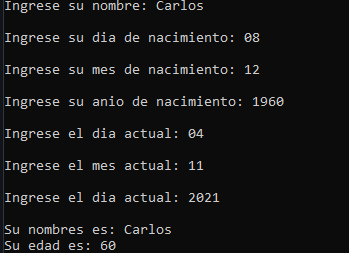 Ingrese su nombre: Carlos
Ingrese su dia de nacimiento: 08
Ingrese su mes de nacimiento: 12
Ingrese su anio de nacimiento: 1960
Ingrese el dia actual: 04
Ingrese el mes actual: 11
Ingrese el dia actual: 2021
Su nombres es: Carlos
Su edad es: 60